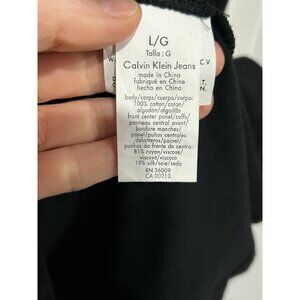 L/G
Talla : G
Calvin Klein Jeans
made in China
fabriqué en Chine
hecho en China
body/corps/cuerpo/corpo:
100% cotton/coton/
algodón/algodão
front center panel/cuffs/
panneau central avant/
bordure manches/
panel/puños centrales
delanteros/painel/
punhos da frente de centro:
81% rayon/viscose/
viscosa/viscose
19% silk/soie/seda
RN 36009
CA 00213
C.V.